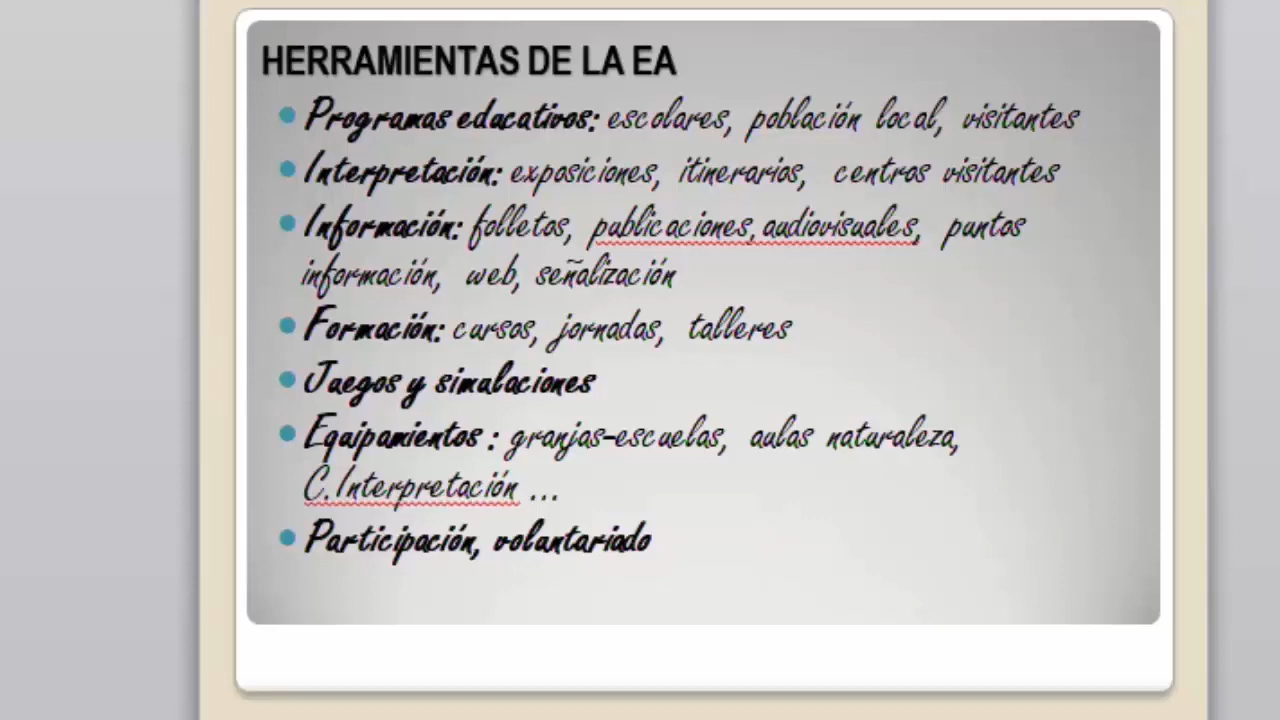 HERRAMIENTAS DE LA EA
Programas educativos: escolares, población local, visitantes
Interpretación: exposiciones, itinerarios, centros visitantes
Información: folletos, publicaciones,audiovisuales, puntos
información, web, señalización
Formación: cursos, jornadas, talleres
Juegos y simulaciones
Equipamientos : granjas-escuelas, aulas naturaleza,
C.Interpretación ...
Participación, voluntariado